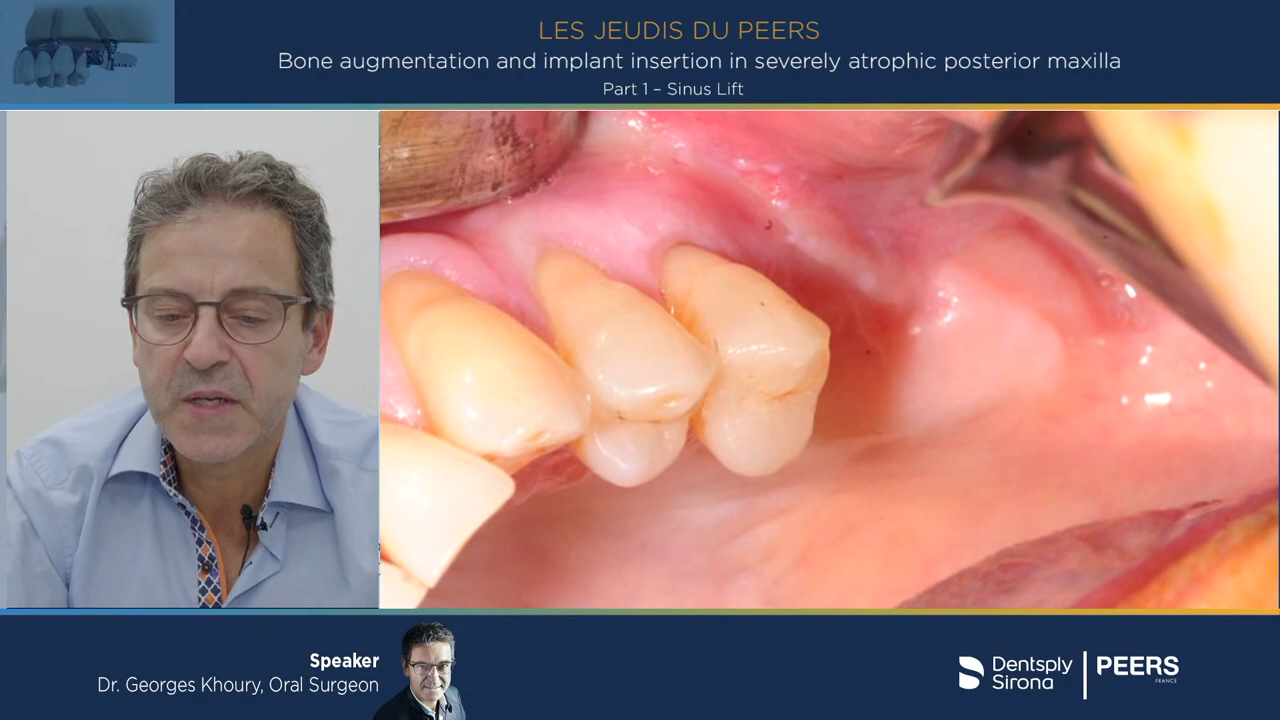 LES JEUDIS DU PEERS
Bone augmentation and implant insertion in severely atrophic posterior maxilla
Part 1 – Sinus Lift
Speaker
Dr. Georges Khoury, Oral Surgeon
Dentsply
Sirona
PEERS
FRANCE